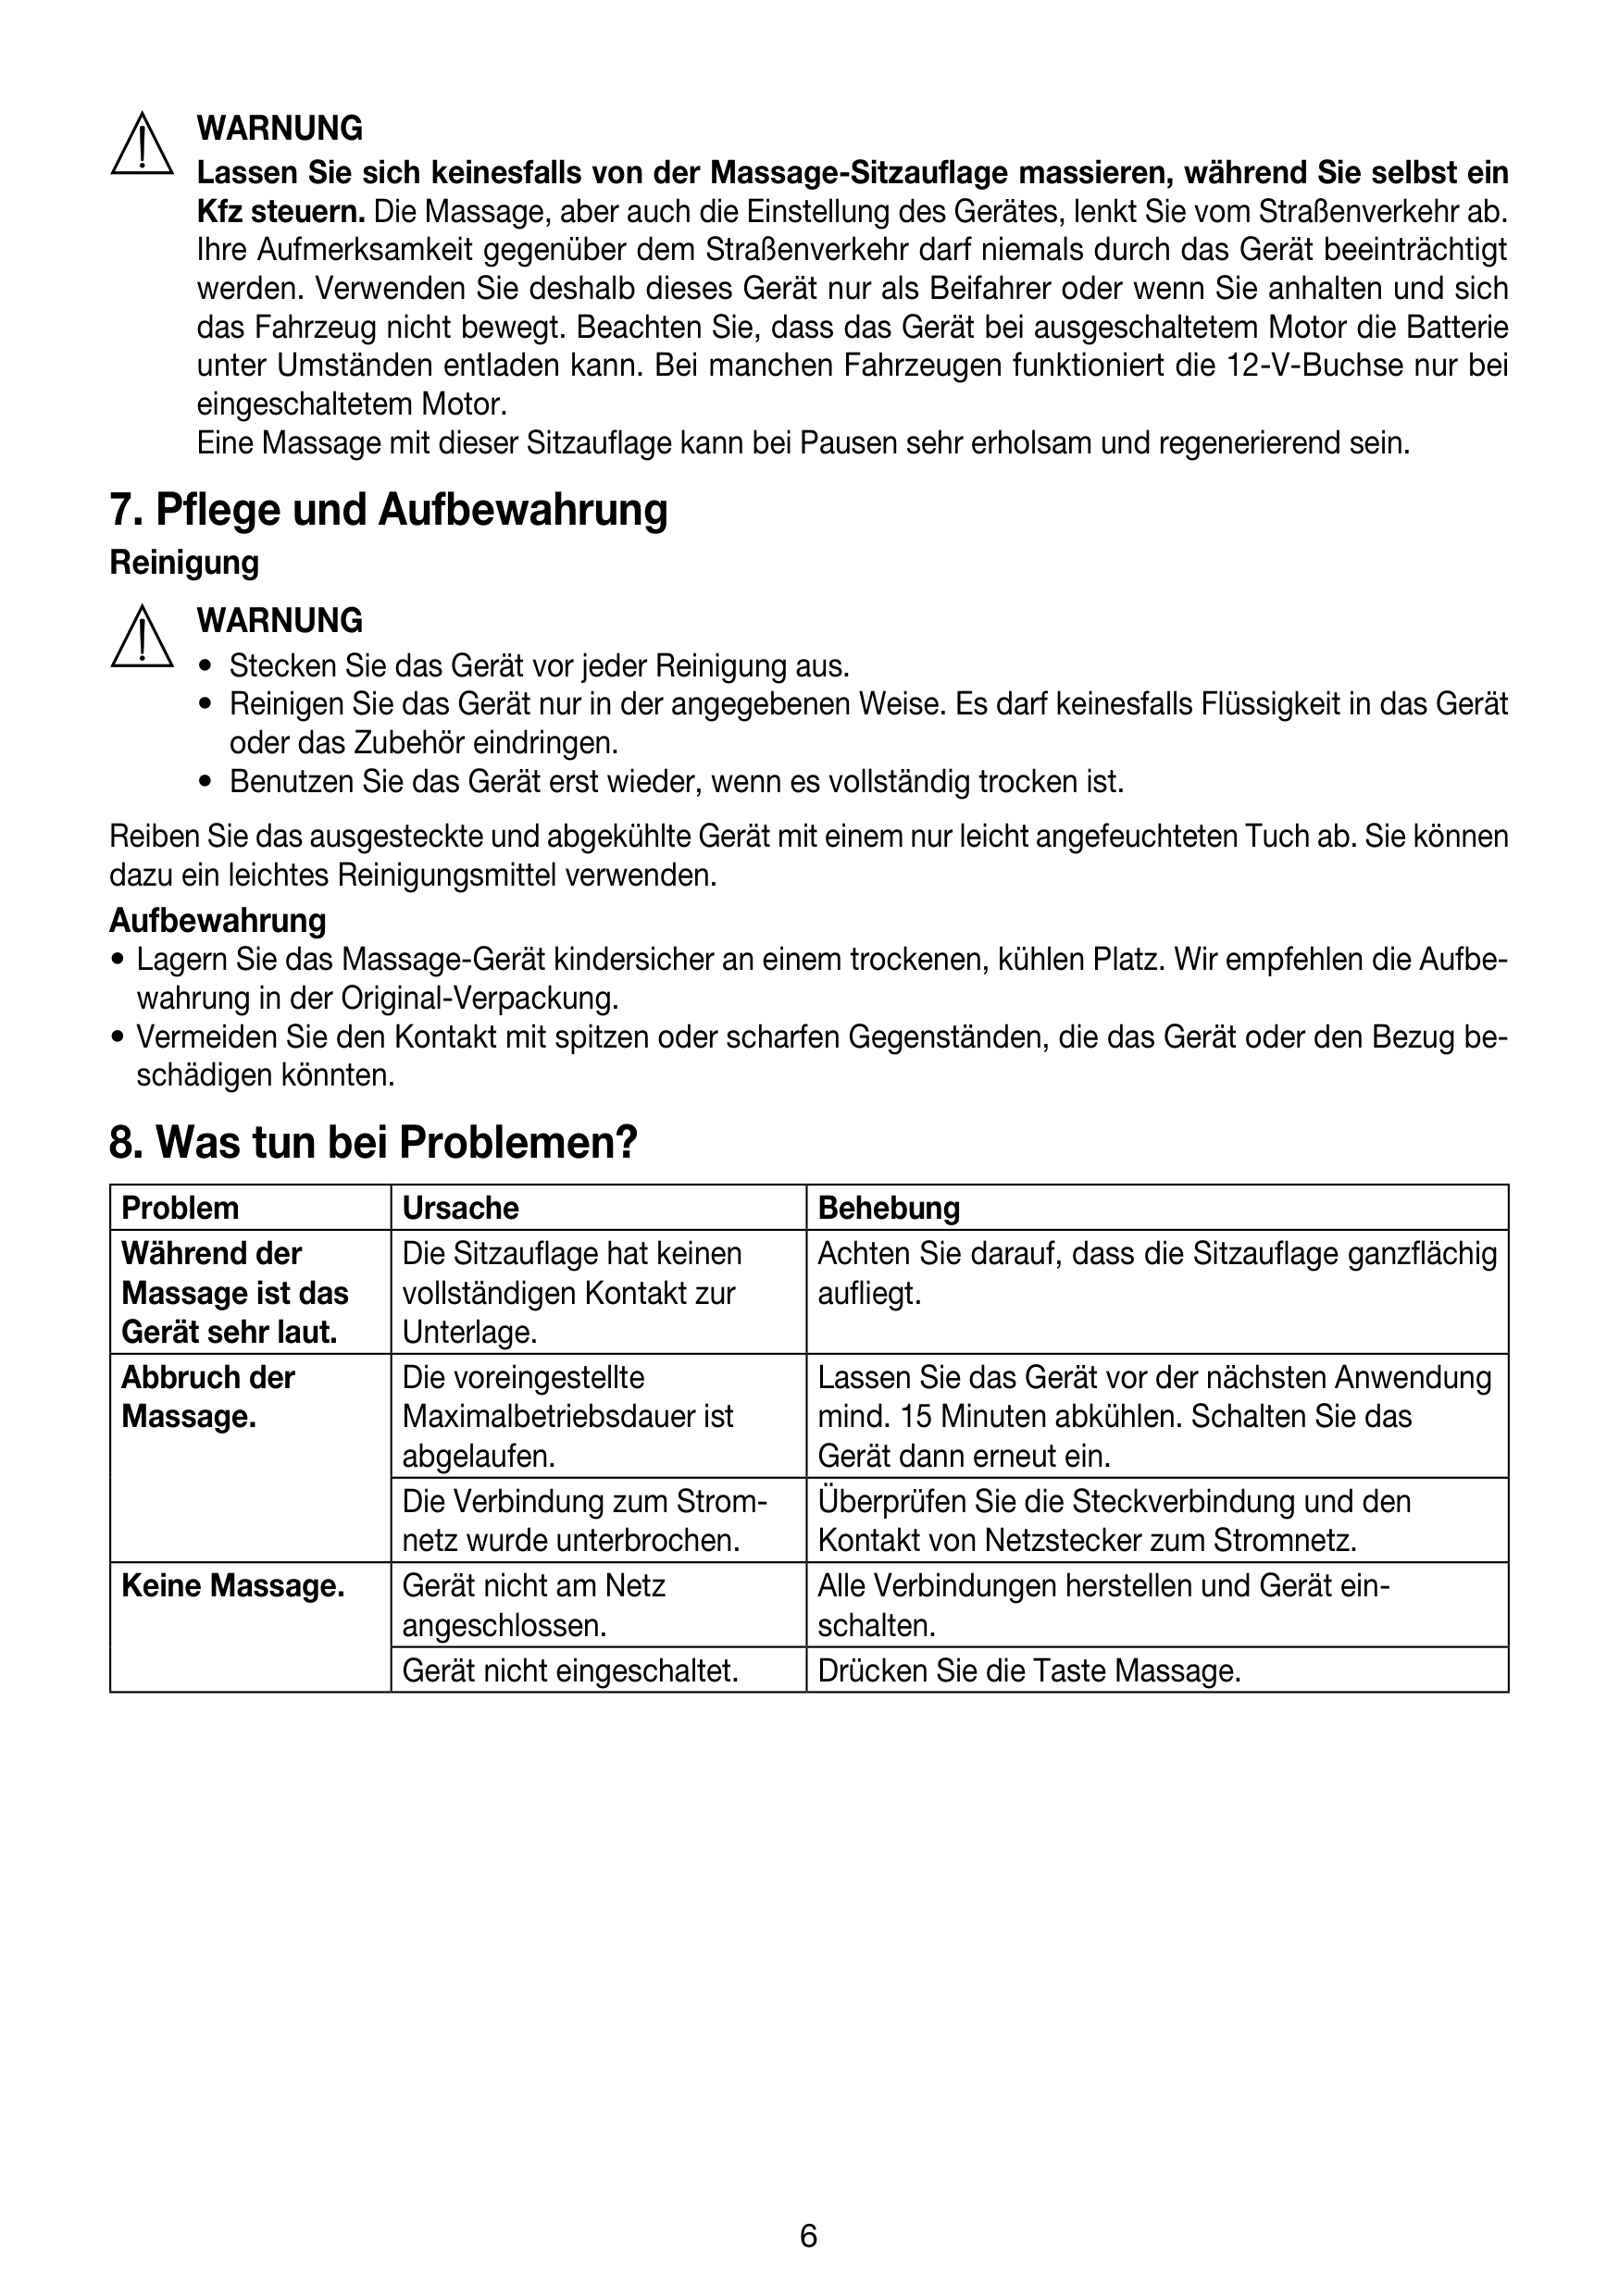 WARNUNG
Lassen Sie sich keinesfalls von der Massage-Sitzauflage massieren, während Sie selbst ein
Kfz steuern. Die Massage, aber auch die Einstellung des Gerätes, lenkt Sie vom Straßenverkehr ab.
Ihre Aufmerksamkeit gegenüber dem Straßenverkehr darf niemals durch das Gerät beeinträchtigt
werden. Verwenden Sie deshalb dieses Gerät nur als Beifahrer oder wenn Sie anhalten und sich
das Fahrzeug nicht bewegt. Beachten Sie, dass das Gerät bei ausgeschaltetem Motor die Batterie
unter Umständen entladen kann. Bei manchen Fahrzeugen funktioniert die 12-V-Buchse nur bei
eingeschaltetem Motor.
Eine Massage mit dieser Sitzauflage kann bei Pausen sehr erholsam und regenerierend sein.
7. Pflege und Aufbewahrung
Reinigung
WARNUNG
• Stecken Sie das Gerät vor jeder Reinigung aus.
• Reinigen Sie das Gerät nur in der angegebenen Weise. Es darf keinesfalls Flüssigkeit in das Gerät
oder das Zubehör eindringen.
• Benutzen Sie das Gerät erst wieder, wenn es vollständig trocken ist.
Reiben Sie das ausgesteckte und abgekühlte Gerät mit einem nur leicht angefeuchteten Tuch ab. Sie können
dazu ein leichtes Reinigungsmittel verwenden.
Aufbewahrung
• Lagern Sie das Massage-Gerät kindersicher an einem trockenen, kühlen Platz. Wir empfehlen die Aufbe-
wahrung in der Original-Verpackung.
• Vermeiden Sie den Kontakt mit spitzen oder scharfen Gegenständen, die das Gerät oder den Bezug be-
schädigen könnten.
8. Was tun bei Problemen?
Problem Ursache Behebung
Während der Die Sitzauflage hat keinen Achten Sie darauf, dass die Sitzauflage ganzflächig
Massage ist das vollständigen Kontakt zur aufliegt.
Gerät sehr laut. Unterlage.
Abbruch der Die voreingestellte Lassen Sie das Gerät vor der nächsten Anwendung
Massage. Maximalbetriebsdauer ist mind. 15 Minuten abkühlen. Schalten Sie das
abgelaufen. Gerät dann erneut ein.
Die Verbindung zum Strom- Überprüfen Sie die Steckverbindung und den
netz wurde unterbrochen. Kontakt von Netzstecker zum Stromnetz.
Keine Massage. Gerät nicht am Netz Alle Verbindungen herstellen und Gerät ein-
angeschlossen. schalten.
Gerät nicht eingeschaltet. Drücken Sie die Taste Massage.
6